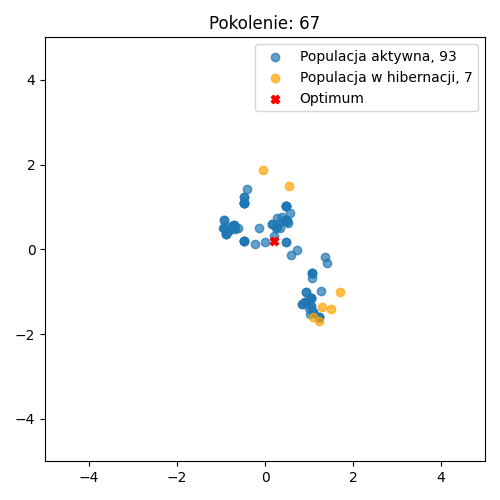 Pokolenie: 67
Populacja aktywna, 93
Populacja w hibernacji, 7
Optimum
4
2
0
−2
−4
−4 −2 0 2 4